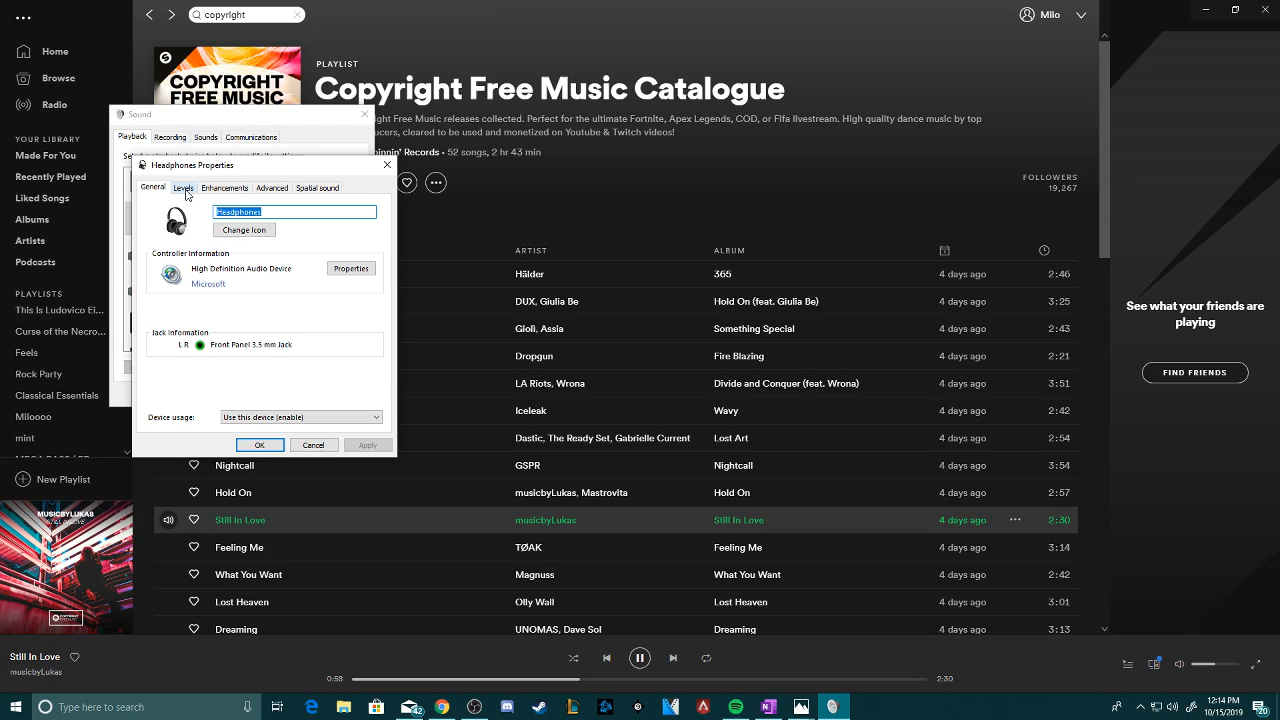 copyright
Milo
Home
Browse
Radio
YOUR LIBRARY
Made For You
Recently Played
Liked Songs
Albums
Artists
Podcasts
PLAYLISTS
This Is Ludovico Ei...
Curse of the Necro...
Feels
Rock Party
Classical Essentials
Miloooo
mint
New Playlist
MUSICBYLUKAS
STILL IN LOVE
COPYRIGHT
FREE MUSIC
PLAYLIST
Copyright Free Music Catalogue
ght Free Music releases collected. Perfect for the ultimate Fortnite, Apex Legends, COD, or Fifa livestream. High quality dance music by top
ucers, cleared to be used and monetized on Youtube & Twitch videos!
pinnin' Records • 52 songs, 2 hr 43 min
FOLLOWERS
19,267
Sound
Playback Recording Sounds Communications
Headphones Properties
General Levels Enhancements Advanced Spatial sound
Headphones
Change Icon
Controller Information
High Definition Audio Device
Properties
Microsoft
Jack Information
L R Front Panel 3.5 mm Jack
Device usage: Use this device (enable)
OK Cancel Apply
ARTIST ALBUM
Hälder 365 4 days ago 2:46
DUX, Giulia Be Hold On (feat. Giulia Be) 4 days ago 3:25
Gioli, Assia Something Special 4 days ago 2:43
Dropgun Fire Blazing 4 days ago 2:21
LA Riots, Wrona Divide and Conquer (feat. Wrona) 4 days ago 3:51
Iceleak Wavy 4 days ago 2:42
Dastic, The Ready Set, Gabrielle Current Lost Art 4 days ago 2:54
Nightcall GSPR Nightcall 4 days ago 3:54
Hold On musicbyLukas, Mastrovita Hold On 4 days ago 2:57
Still In Love musicbyLukas Still In Love 4 days ago 2:30
Feeling Me TØAK Feeling Me 4 days ago 3:14
What You Want Magnuss What You Want 4 days ago 2:42
Lost Heaven Olly Wall Lost Heaven 4 days ago 3:01
Dreaming UNOMAS, Dave Sol Dreaming 4 days ago 3:13
See what your friends are
playing
FIND FRIENDS
Still In Love
musicbyLukas
0:58
2:30
Type here to search
42
12:14 PM
10/15/2019
20